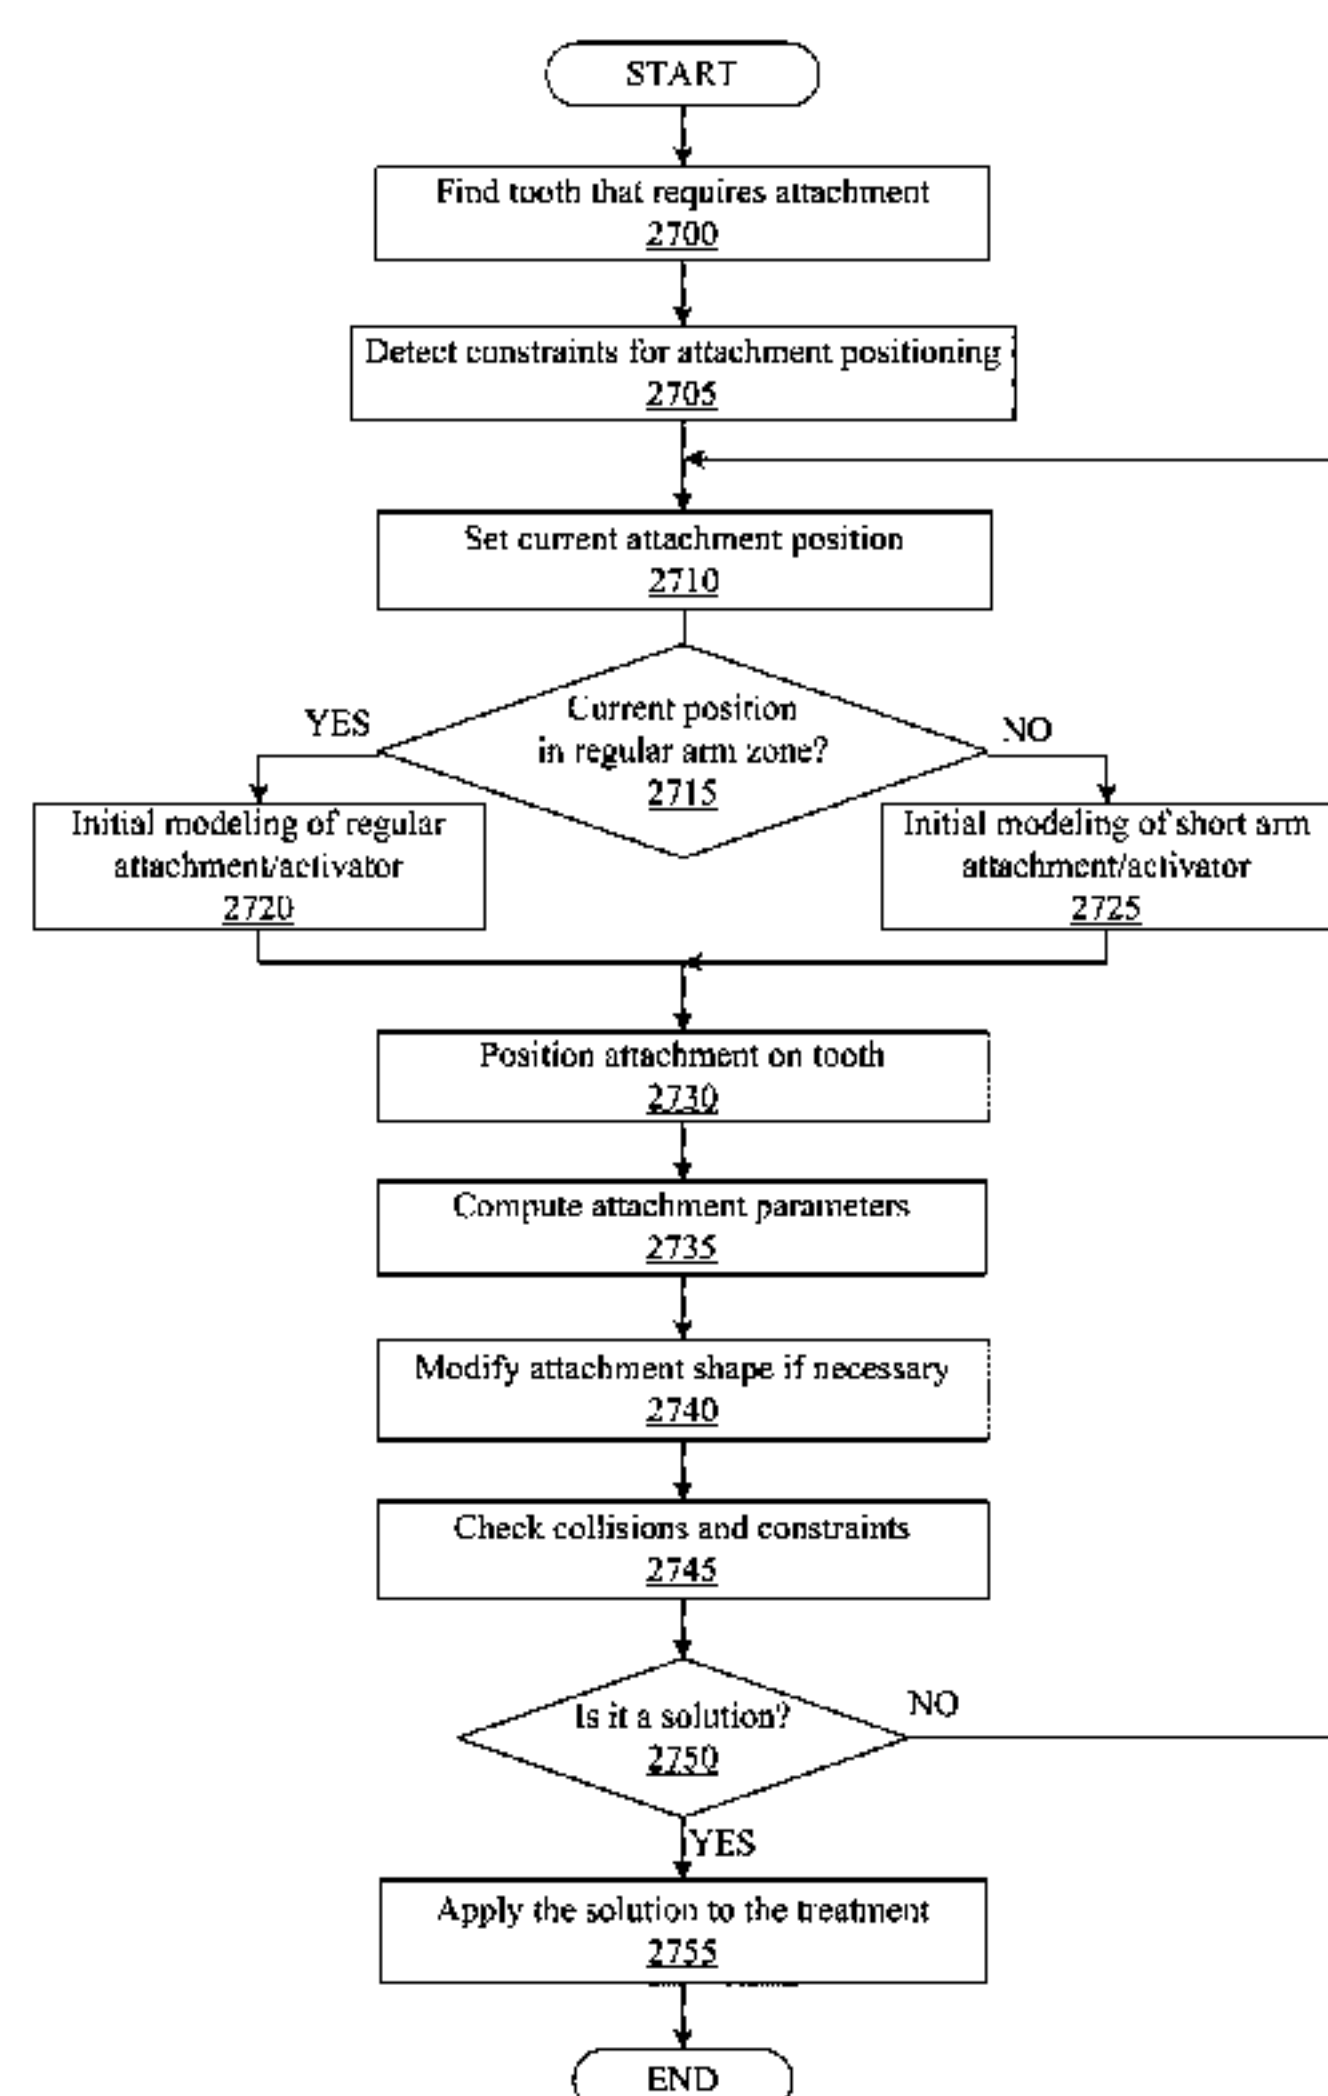 START
Find tooth that requires attachment
2700
Detect constraints for attachment positioning
2705
Set current attachment position
2710
Current position
in regular arm zone?
2715
YES
NO
Initial modeling of regular
attachment/activator
2720
Initial modeling of short arm
attachment/activator
2725
Position attachment on tooth
2730
Compute attachment parameters
2735
Modify attachment shape if necessary
2740
Check collisions and constraints
2745
Is it a solution?
2750
NO
YES
Apply the solution to the treatment
2755
END